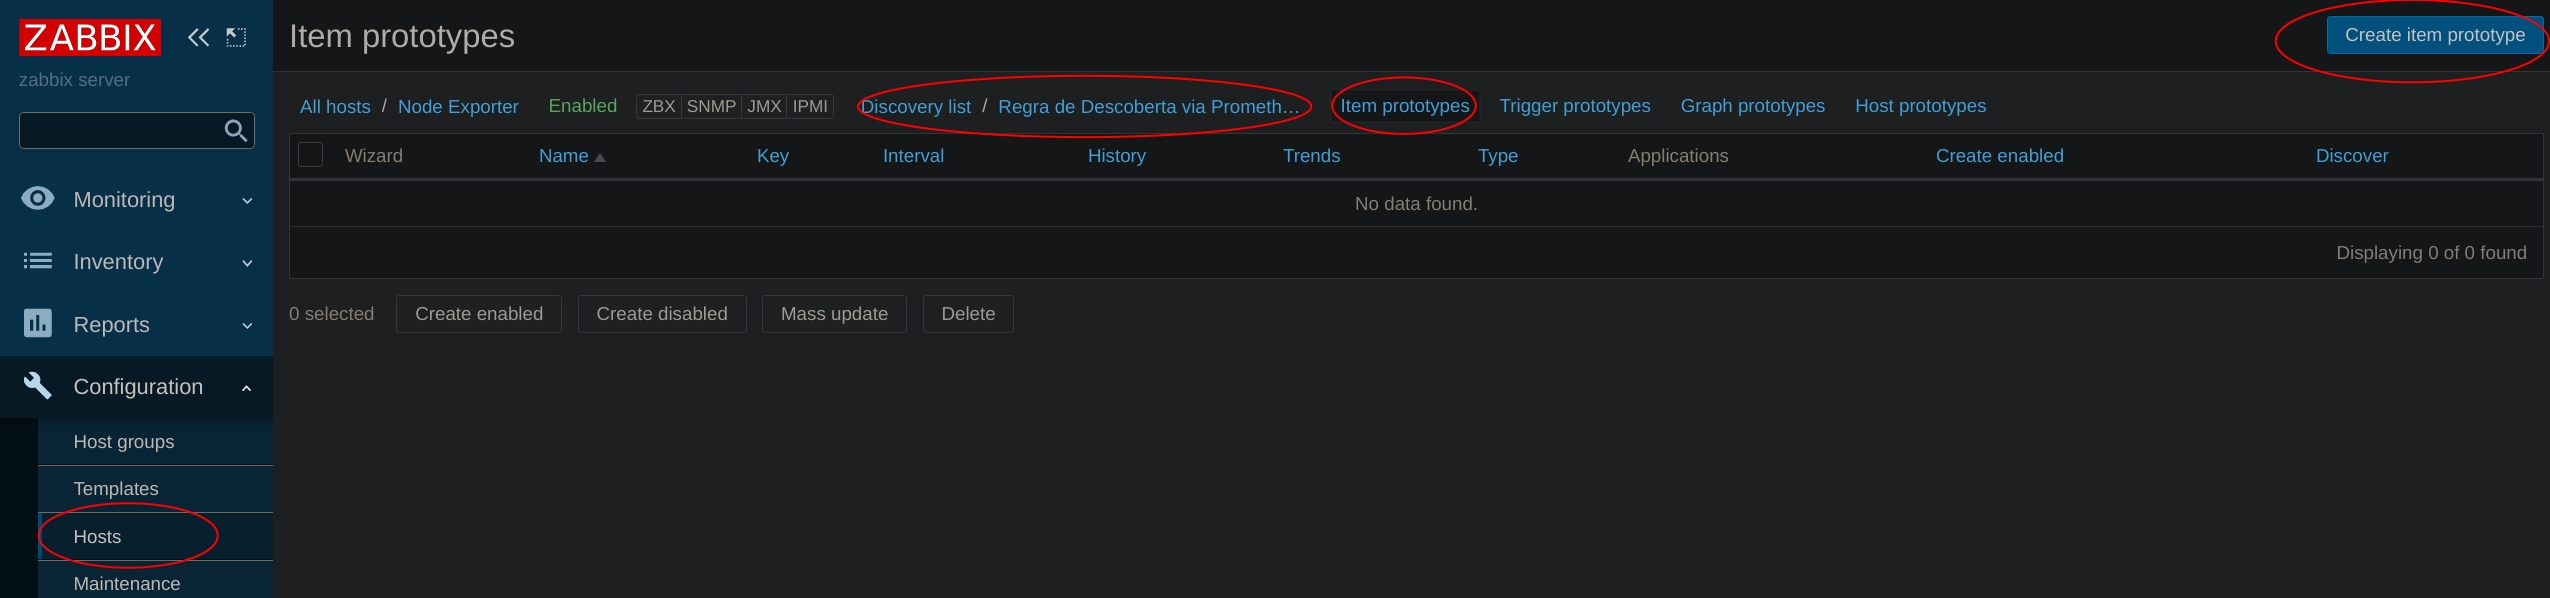 ZABBIX
zabbix server
Monitoring
Inventory
Reports
Configuration
Host groups
Templates
Hosts
Maintenance
Item prototypes
Create item prototype
All hosts / Node Exporter Enabled ZBX SNMP JMX IPMI Discovery list / Regra de Descoberta via Prometh… Item prototypes Trigger prototypes Graph prototypes Host prototypes
Wizard Name Key Interval History Trends Type Applications Create enabled Discover
No data found.
Displaying 0 of 0 found
0 selected Create enabled Create disabled Mass update Delete